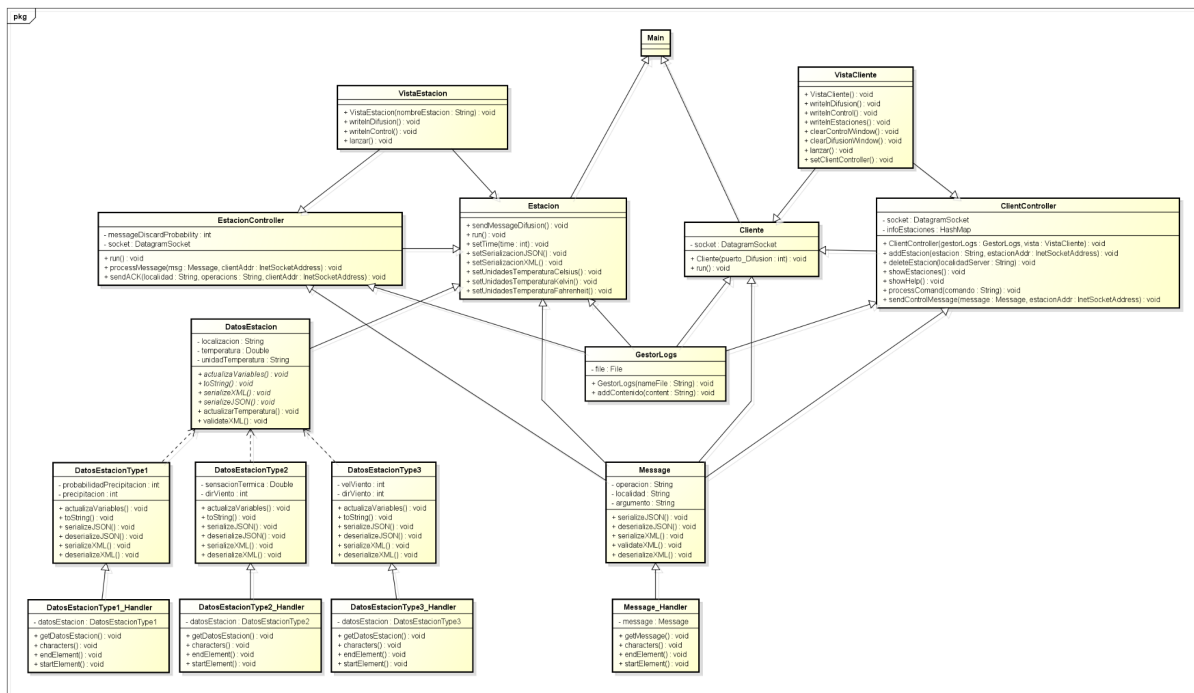 pkg
Main
VistaEstacion
+ VistaEstacion(nombreEstacion : String) : void
+ writeInDifusion() : void
+ writeInControl() : void
+ lanzar() : void
VistaCliente
+ VistaCliente() : void
+ writeInDifusion() : void
+ writeInControl() : void
+ writeInEstaciones() : void
+ clearControlWindow() : void
+ clearDifusionWindow() : void
+ lanzar() : void
+ setClientController() : void
EstacionController
- messageDiscardProbability : int
- socket : DatagramSocket
+ run() : void
+ processMessage(msg : Message, clientAddr : InetSocketAddress) : void
+ sendACK(localidad : String, operacions : String, clientAddr : InetSocketAddress) : void
Estacion
+ sendMessageDifusion() : void
+ run() : void
+ setTime(time : int) : void
+ setSerializacionJSON() : void
+ setSerializacionXML()
+ setUnidadesTemperaturaCelsius() : void
+ setUnidadesTemperaturaKelvin() : void
+ setUnidadesTemperaturaFahrenheit() : void
Cliente
- socket : DatagramSocket
+ Cliente(puerto_Difusion : int) : void
+ run() : void
ClientController
- socket : DatagramSocket
- infoEstaciones : HashMap
+ ClientController(gestorLogs : GestorLogs, vista : VisteCliente) : void
+ addEstacion(estacion : String, estacionAddr : InetSocketAddress) : void
+ deleteEstacion(localidadServer : String) : void
+ showEstaciones() : void
+ showHelp() : void
+ processComand(comando : String) : void
+ sendControlMessage(message : Message, estacionAddr : InetSocketAddress) : void
DatosEstacion
- localizacion : String
- temperatura : Double
- unidadTemperatura : String
+ actualizaVariables() : void
+ toString() : void
+ serializeXML() : void
+ serializeJSON() : void
+ actualizarTemperatura() : void
+ validateXML() : void
GestorLogs
- file : File
+ GestorLogs(nameFile : String) : void
+ addContenido(content : String) : void
DatosEstacionType1
- probabilidadPrecipitacion : int
- precipitacion : int
+ actualizaVariables() : void
+ toString() : void
+ serializeJSON() : void
+ deserializeJSON() : void
+ serializeXML() : void
+ deserializeXML() : void
DatosEstacionType2
- sensacionTermica : Double
- dirViento : int
+ actualizaVariables() : void
+ toString() : void
+ serializeJSON() : void
+ deserializeJSON() : void
+ serializeXML() : void
+ deserializeXML() : void
DatosEstacionType3
- velViento : int
- dirViento : int
+ actualizaVariables() : void
+ toString() : void
+ serializeJSON() : void
+ deserializeJSON() : void
+ serializeXML() : void
+ deserializeXML() : void
Message
- operacion : String
- localidad : String
- argumento : String
+ serializeJSON() : void
+ deserializeJSON() : void
+ serializeXML() : void
+ validateXML() : void
+ deserializeXML() : void
DatosEstacionType1_Handler
- datosEstacion : DatosEstacionType1
+ getDatosEstacion() : void
+ characters() : void
+ endElement() : void
+ startElement() : void
DatosEstacionType2_Handler
- datosEstacion : DatosEstacionType2
+ getDatosEstacion() : void
+ characters() : void
+ endElement() : void
+ startElement() : void
DatosEstacionType3_Handler
- datosEstacion : DatosEstacionType3
+ getDatosEstacion() : void
+ characters() : void
+ endElement() : void
+ startElement() : void
Message_Handler
- message : Message
+ getMessage() : void
+ characters() : void
+ endElement() : void
+ startElement() : void